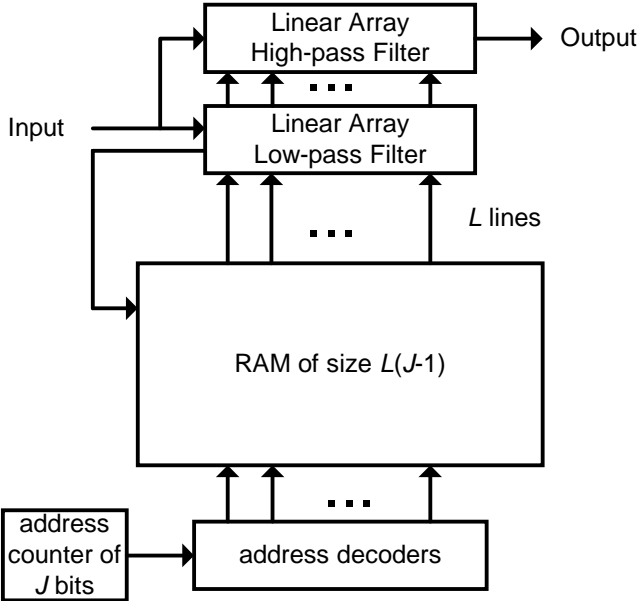 Linear Array
High-pass Filter
Output
Input
Linear Array
Low-pass Filter
L lines
RAM of size L(J-1)
address
counter of
J bits
address decoders